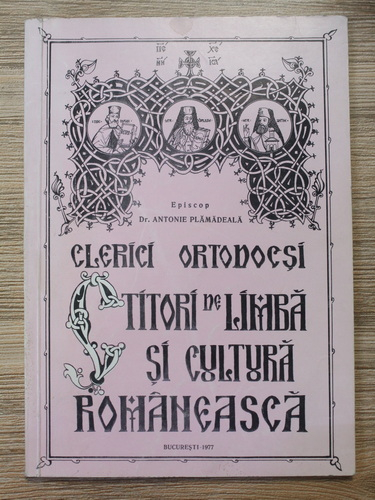 Episcop
Dr. ANTONIE PLĂMĂDEALĂ
CLERICI ORTODOCȘI
CTITORI DE LIMBĂ
ȘI CULTURĂ
ROMÂNEASCĂ
BUCUREȘTI-1977